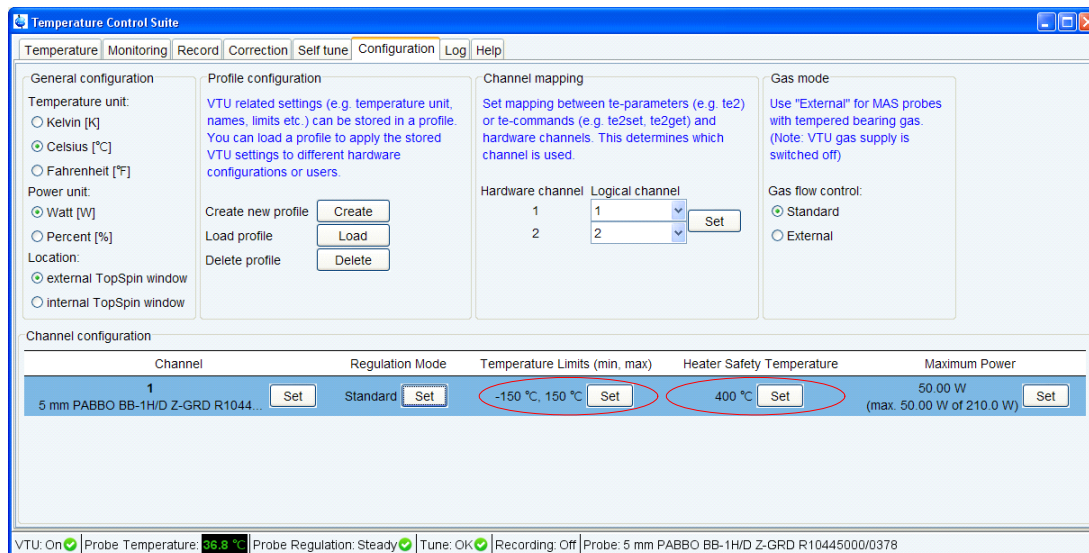 Temperature Control Suite
Temperature Monitoring Record Correction Self tune Configuration Log Help
General configuration
Temperature unit:
Kelvin [K]
Celsius [°C]
Fahrenheit [°F]
Power unit:
Watt [W]
Percent [%]
Location:
external TopSpin window
internal TopSpin window
Profile configuration
VTU related settings (e.g. temperature unit,
names, limits etc.) can be stored in a profile.
You can load a profile to apply the stored
VTU settings to different hardware
configurations or users.
Create new profile Create
Load profile Load
Delete profile Delete
Channel mapping
Set mapping between te-parameters (e.g. te2)
or te-commands (e.g. te2set, te2get) and
hardware channels. This determines which
channel is used.
Hardware channel Logical channel
1 1
2 2
Set
Gas mode
Use "External" for MAS probes
with tempered bearing gas.
(Note: VTU gas supply is
switched off)
Gas flow control:
Standard
External
Channel configuration
Channel Regulation Mode Temperature Limits (min, max) Heater Safety Temperature Maximum Power
1
5 mm PABBO BB-1H/D Z-GRD R1044... Set
Standard Set
-150 °C, 150 °C Set
400 °C Set
50.00 W
(max. 50.00 W of 210.0 W) Set
VTU: On Probe Temperature: 36.8 °C Probe Regulation: Steady Tune: OK Recording: Off Probe: 5 mm PABBO BB-1H/D Z-GRD R10445000/0378